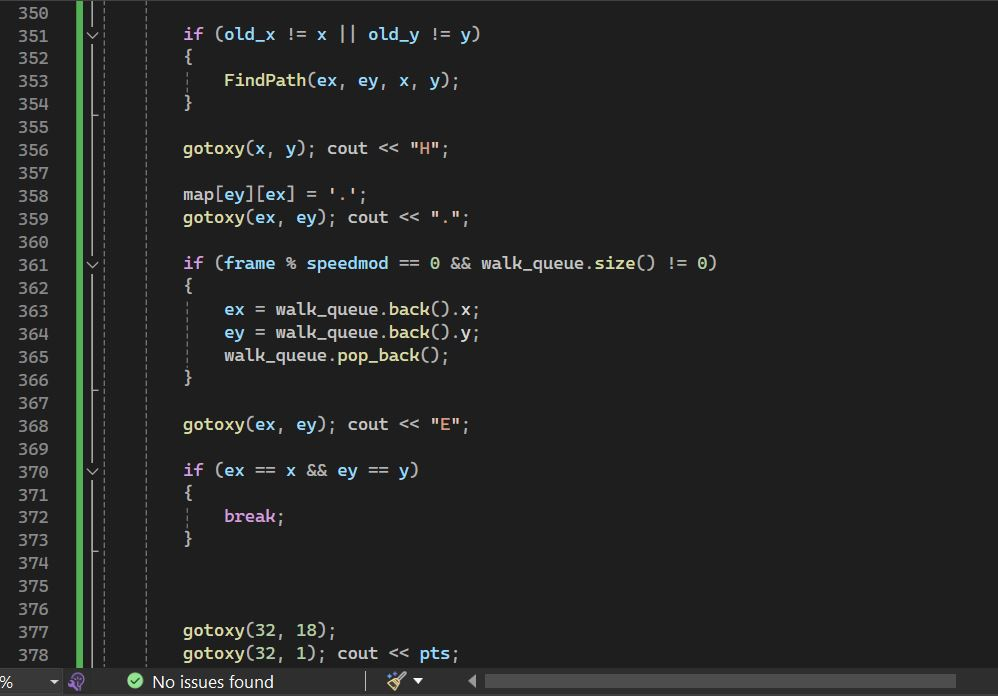 350
351 if (old_x != x || old_y != y)
352 {
353 FindPath(ex, ey, x, y);
354 }
355
356 gotoxy(x, y); cout << "H";
357
358 map[ey][ex] = '.';
359 gotoxy(ex, ey); cout << ".";
360
361 if (frame % speedmod == 0 && walk_queue.size() != 0)
362 {
363 ex = walk_queue.back().x;
364 ey = walk_queue.back().y;
365 walk_queue.pop_back();
366 }
367
368 gotoxy(ex, ey); cout << "E";
369
370 if (ex == x && ey == y)
371 {
372 break;
373 }
374
375
376
377 gotoxy(32, 18);
378 gotoxy(32, 1); cout << pts;
% No issues found